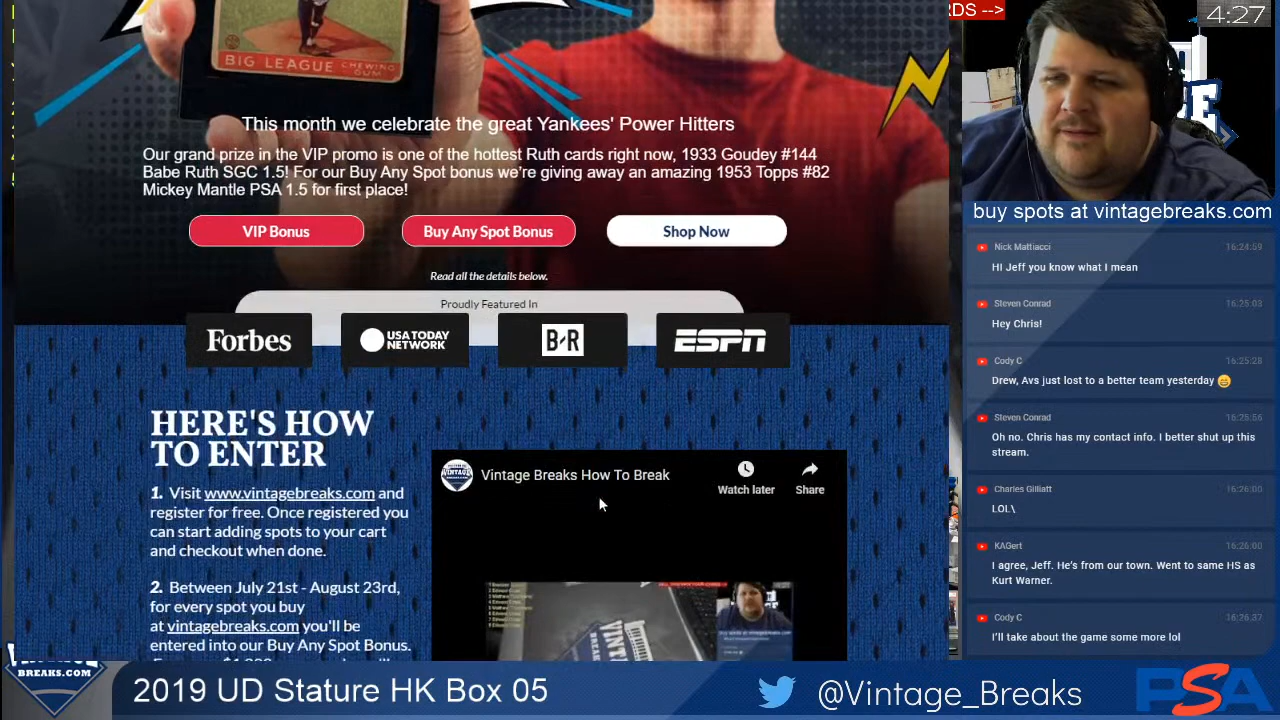 BIG LEAGUE CHEWING GUM
This month we celebrate the great Yankees' Power Hitters
Our grand prize in the VIP promo is one of the hottest Ruth cards right now, 1933 Goudey #144
Babe Ruth SGC 1.5! For our Buy Any Spot bonus we're giving away an amazing 1953 Topps #82
Mickey Mantle PSA 1.5 for first place!
VIP Bonus
Buy Any Spot Bonus
Shop Now
Read all the details below.
Proudly Featured In
Forbes
USA TODAY NETWORK
B/R
ESPN
HERE'S HOW
TO ENTER
1. Visit www.vintagebreaks.com and
register for free. Once registered you
can start adding spots to your cart
and checkout when done.
2. Between July 21st - August 23rd,
for every spot you buy
at vintagebreaks.com you'll be
entered into our Buy Any Spot Bonus.
Vintage Breaks How To Break
Watch later
Share
RDS -->
4:27
buy spots at vintagebreaks.com
Nick Mattiacci 16:24:59
HI Jeff you know what I mean
Steven Conrad 16:25:03
Hey Chris!
Cody C 16:25:28
Drew, Avs just lost to a better team yesterday 😄
Steven Conrad 16:25:56
Oh no. Chris has my contact info. I better shut up this
stream.
Charles Gilliatt 16:26:00
LOL\
KAGert 16:26:00
I agree, Jeff. He's from our town. Went to same HS as
Kurt Warner.
Cody C 16:26:37
I'll take about the game some more lol
BREAKS.COM
2019 UD Stature HK Box 05
@Vintage_Breaks
PSA